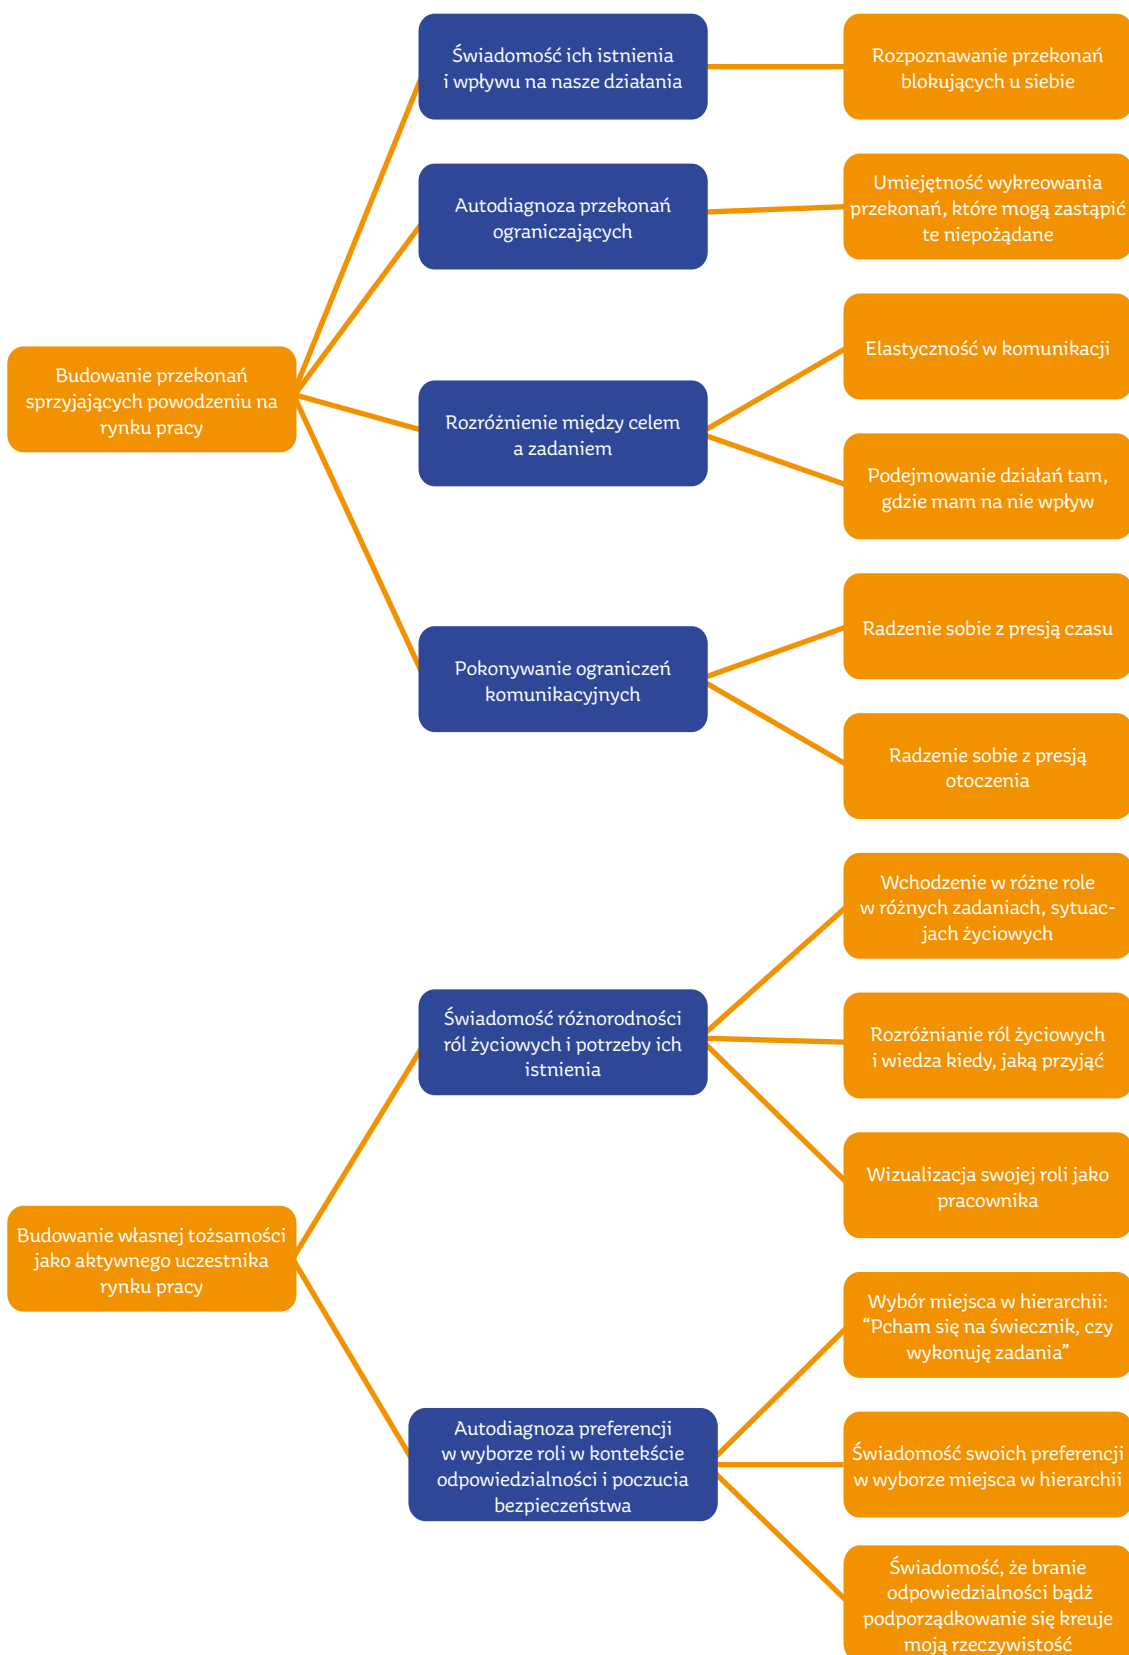 Świadomość ich istnienia
i wpływu na nasze działania
Rozpoznawanie przekonań
blokujących u siebie
Autodiagnoza przekonań
ograniczających
Umiejętność wykreowania
przekonań, które mogą zastąpić
te niepożądane
Budowanie przekonań
sprzyjających powodzeniu na
rynku pracy
Rozróżnienie między celem
a zadaniem
Elastyczność w komunikacji
Podejmowanie działań tam,
gdzie mam na nie wpływ
Pokonywanie ograniczeń
komunikacyjnych
Radzenie sobie z presją czasu
Radzenie sobie z presją
otoczenia
Wchodzenie w różne role
w różnych zadaniach, sytuac-
jach życiowych
Świadomość różnorodności
ról życiowych i potrzeby ich
istnienia
Rozróżnianie ról życiowych
i wiedza kiedy, jaką przyjąć
Wizualizacja swojej roli jako
pracownika
Budowanie własnej tożsamości
jako aktywnego uczestnika
rynku pracy
Wybór miejsca w hierarchii:
“Pcham się na świecznik, czy
wykonuję zadania”
Autodiagnoza preferencji
w wyborze roli w kontekście
odpowiedzialności i poczucia
bezpieczeństwa
Świadomość swoich preferencji
w wyborze miejsca w hierarchii
Świadomość, że branie
odpowiedzialności bądź
podporządkowanie się kreuje
moją rzeczywistość